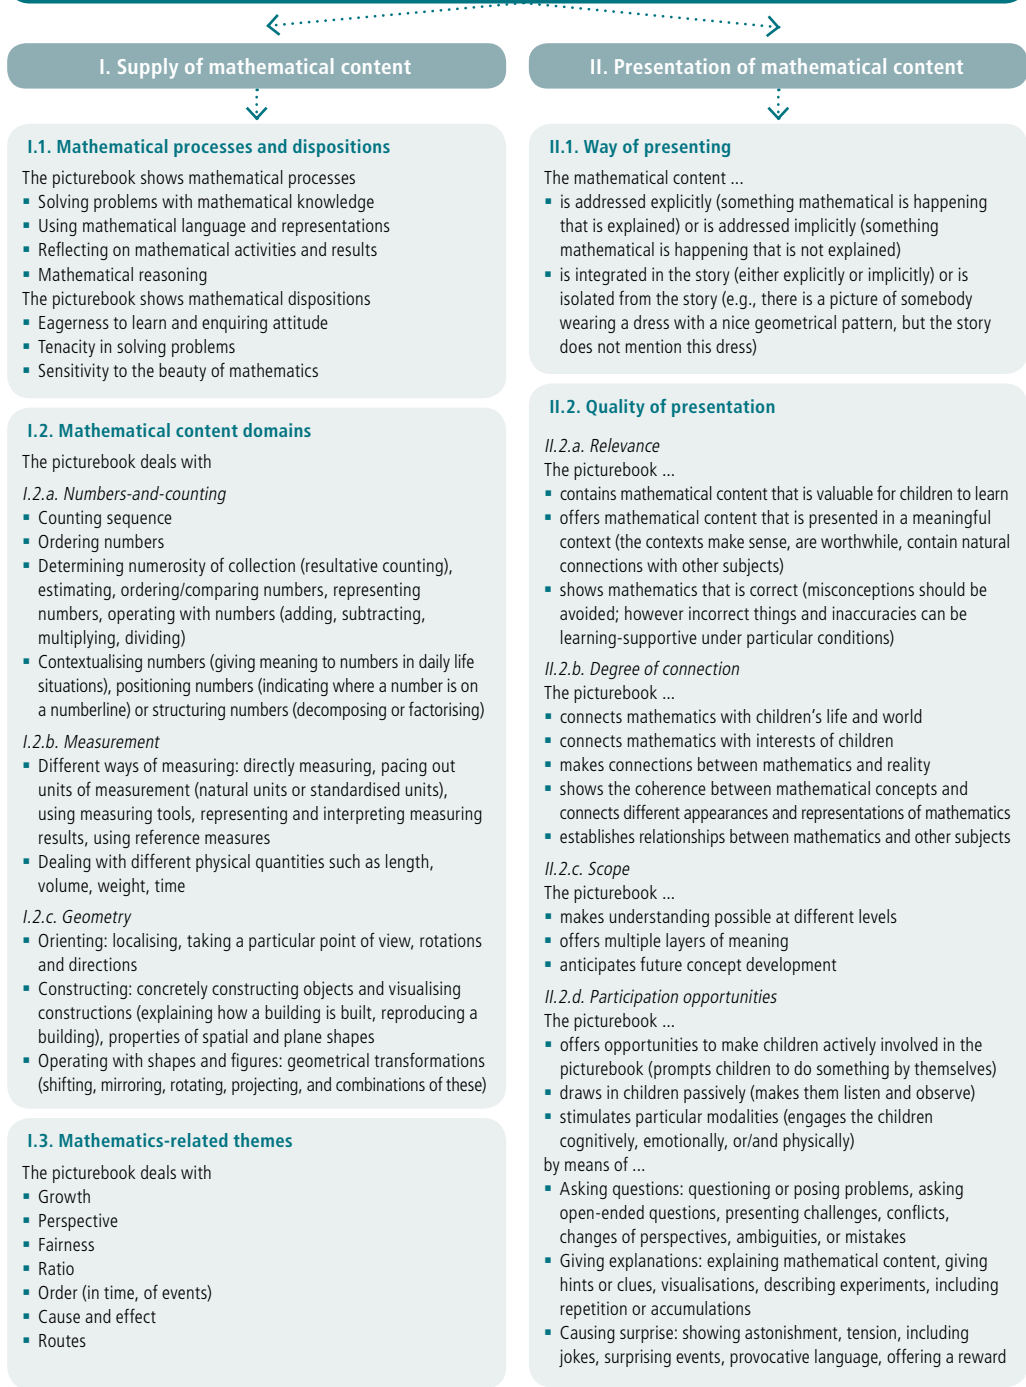 I. Supply of mathematical content
I.1. Mathematical processes and dispositions
The picturebook shows mathematical processes
▪ Solving problems with mathematical knowledge
▪ Using mathematical language and representations
▪ Reflecting on mathematical activities and results
▪ Mathematical reasoning
The picturebook shows mathematical dispositions
▪ Eagerness to learn and enquiring attitude
▪ Tenacity in solving problems
▪ Sensitivity to the beauty of mathematics
I.2. Mathematical content domains
The picturebook deals with
I.2.a. Numbers-and-counting
▪ Counting sequence
▪ Ordering numbers
▪ Determining numerosity of collection (resultative counting),
estimating, ordering/comparing numbers, representing
numbers, operating with numbers (adding, subtracting,
multiplying, dividing)
▪ Contextualising numbers (giving meaning to numbers in daily life
situations), positioning numbers (indicating where a number is on
a numberline) or structuring numbers (decomposing or factorising)
I.2.b. Measurement
▪ Different ways of measuring: directly measuring, pacing out
units of measurement (natural units or standardised units),
using measuring tools, representing and interpreting measuring
results, using reference measures
▪ Dealing with different physical quantities such as length,
volume, weight, time
I.2.c. Geometry
▪ Orienting: localising, taking a particular point of view, rotations
and directions
▪ Constructing: concretely constructing objects and visualising
constructions (explaining how a building is built, reproducing a
building), properties of spatial and plane shapes
▪ Operating with shapes and figures: geometrical transformations
(shifting, mirroring, rotating, projecting, and combinations of these)
I.3. Mathematics-related themes
The picturebook deals with
▪ Growth
▪ Perspective
▪ Fairness
▪ Ratio
▪ Order (in time, of events)
▪ Cause and effect
▪ Routes
II. Presentation of mathematical content
II.1. Way of presenting
The mathematical content ...
▪ is addressed explicitly (something mathematical is happening
that is explained) or is addressed implicitly (something
mathematical is happening that is not explained)
▪ is integrated in the story (either explicitly or implicitly) or is
isolated from the story (e.g., there is a picture of somebody
wearing a dress with a nice geometrical pattern, but the story
does not mention this dress)
II.2. Quality of presentation
II.2.a. Relevance
The picturebook ...
▪ contains mathematical content that is valuable for children to learn
▪ offers mathematical content that is presented in a meaningful
context (the contexts make sense, are worthwhile, contain natural
connections with other subjects)
▪ shows mathematics that is correct (misconceptions should be
avoided; however incorrect things and inaccuracies can be
learning-supportive under particular conditions)
II.2.b. Degree of connection
The picturebook ...
▪ connects mathematics with children's life and world
▪ connects mathematics with interests of children
▪ makes connections between mathematics and reality
▪ shows the coherence between mathematical concepts and
connects different appearances and representations of mathematics
▪ establishes relationships between mathematics and other subjects
II.2.c. Scope
The picturebook ...
▪ makes understanding possible at different levels
▪ offers multiple layers of meaning
▪ anticipates future concept development
II.2.d. Participation opportunities
The picturebook ...
▪ offers opportunities to make children actively involved in the
picturebook (prompts children to do something by themselves)
▪ draws in children passively (makes them listen and observe)
▪ stimulates particular modalities (engages the children
cognitively, emotionally, or/and physically)
by means of ...
▪ Asking questions: questioning or posing problems, asking
open-ended questions, presenting challenges, conflicts,
changes of perspectives, ambiguities, or mistakes
▪ Giving explanations: explaining mathematical content, giving
hints or clues, visualisations, describing experiments, including
repetition or accumulations
▪ Causing surprise: showing astonishment, tension, including
jokes, surprising events, provocative language, offering a reward